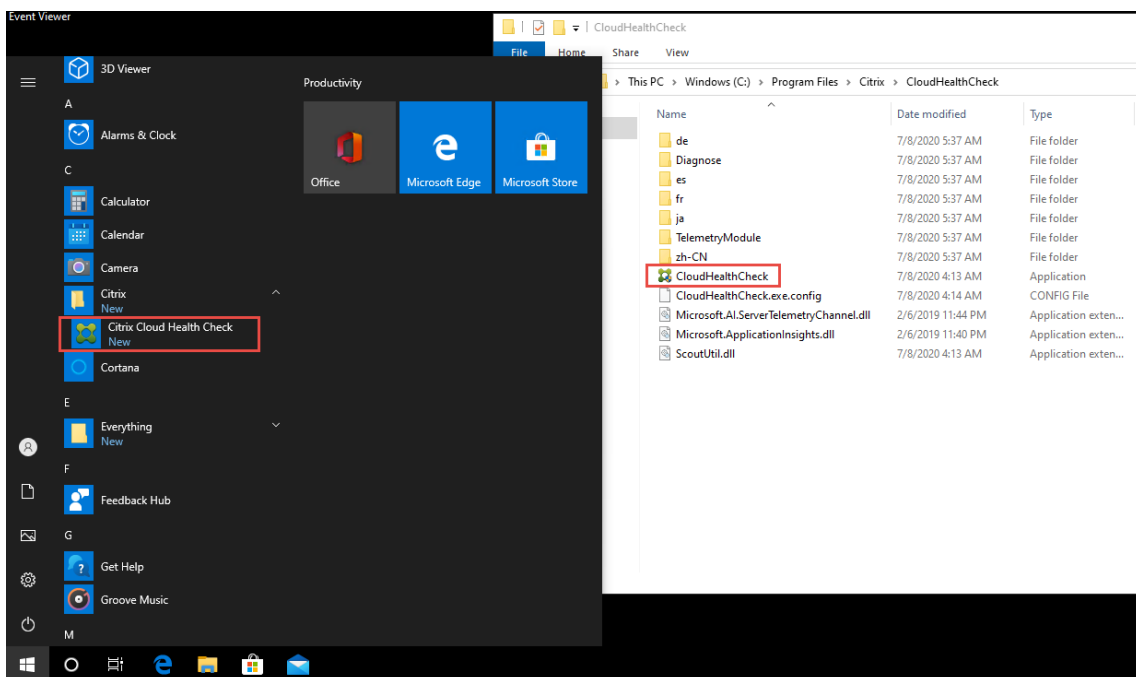 Event Viewer
3D Viewer
A
Alarms & Clock
C
Calculator
Calendar
Camera
Citrix
New
Citrix Cloud Health Check
New
Cortana
E
Everything
New
F
Feedback Hub
G
Get Help
Groove Music
M
Productivity
Office
Microsoft Edge
Microsoft Store
CloudHealthCheck
File Home Share View
› This PC › Windows (C:) › Program Files › Citrix › CloudHealthCheck
Name Date modified Type
de 7/8/2020 5:37 AM File folder
Diagnose 7/8/2020 5:37 AM File folder
es 7/8/2020 5:37 AM File folder
fr 7/8/2020 5:37 AM File folder
ja 7/8/2020 5:37 AM File folder
TelemetryModule 7/8/2020 5:37 AM File folder
zh-CN 7/8/2020 5:37 AM File folder
CloudHealthCheck 7/8/2020 4:13 AM Application
CloudHealthCheck.exe.config 7/8/2020 4:14 AM CONFIG File
Microsoft.AI.ServerTelemetryChannel.dll 2/6/2019 11:44 PM Application exten...
Microsoft.ApplicationInsights.dll 2/6/2019 11:40 PM Application exten...
ScoutUtil.dll 7/8/2020 4:13 AM Application exten...